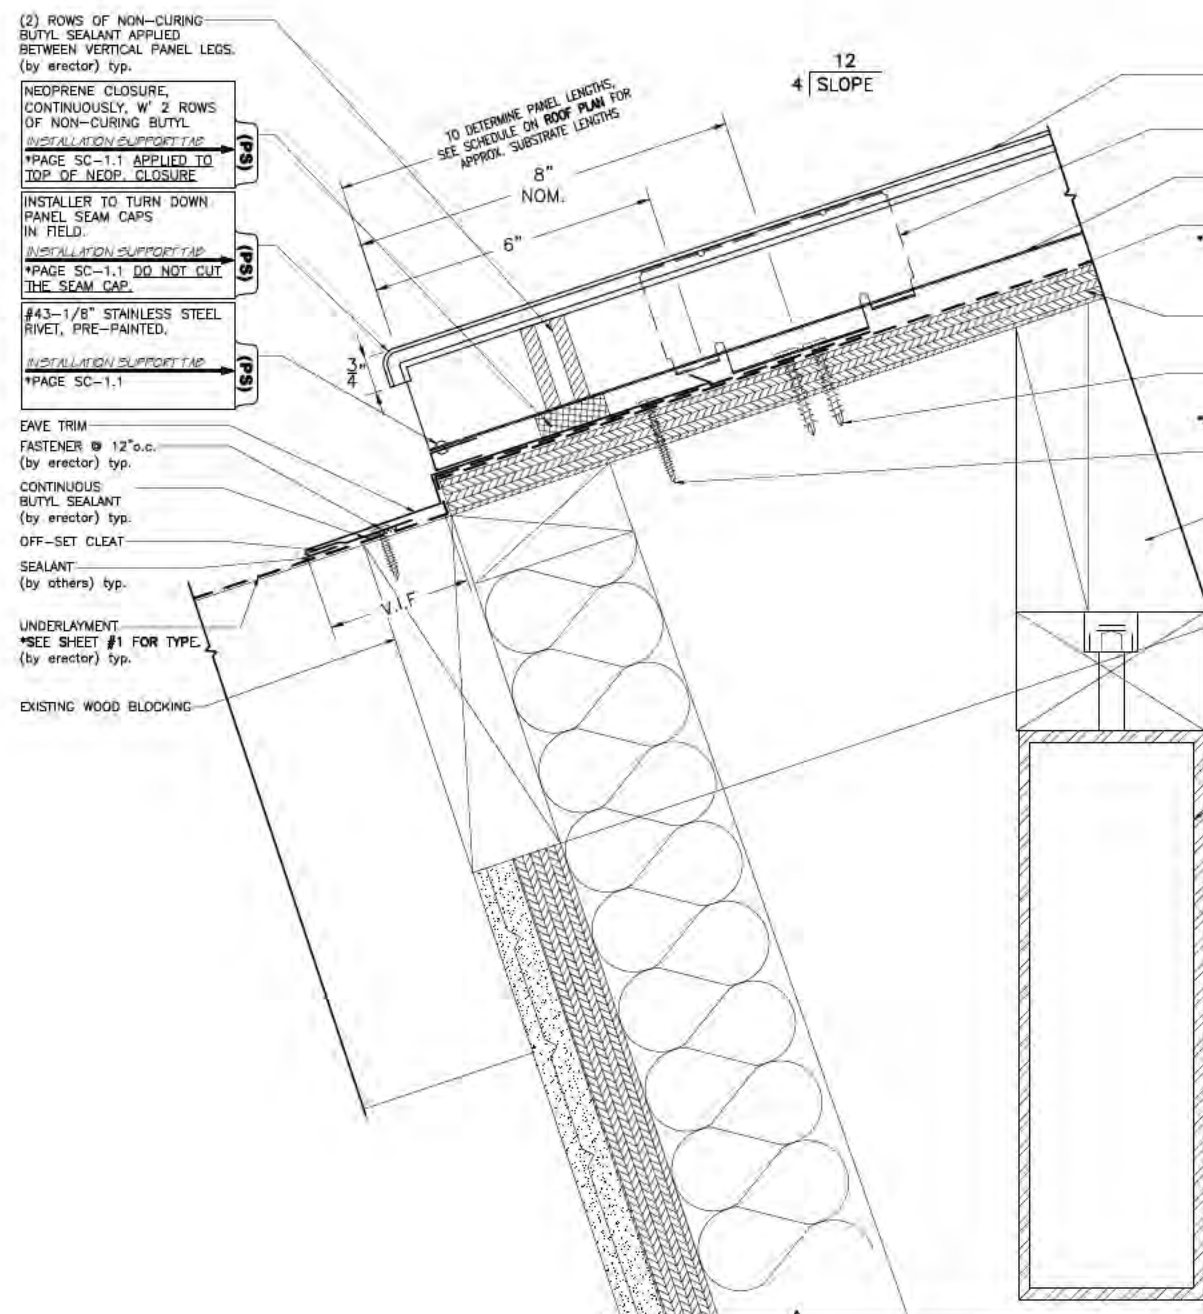 (2) ROWS OF NON-CURING
BUTYL SEALANT APPLIED
BETWEEN VERTICAL PANEL LEGS.
(by erector) typ.
NEOPRENE CLOSURE,
CONTINUOUSLY, W' 2 ROWS
OF NON-CURING BUTYL
INSTALLATION SUPPORT TAB
*PAGE SC-1.1 APPLIED TO
TOP OF NEOP. CLOSURE
(PS)
INSTALLER TO TURN DOWN
PANEL SEAM CAPS
IN FIELD.
INSTALLATION SUPPORT TAB
*PAGE SC-1.1 DO NOT CUT
THE SEAM CAP.
(PS)
#43-1/8" STAINLESS STEEL
RIVET, PRE-PAINTED.
INSTALLATION SUPPORT TAB
*PAGE SC-1.1
(PS)
EAVE TRIM
FASTENER @ 12"o.c.
(by erector) typ.
CONTINUOUS
BUTYL SEALANT
(by erector) typ.
OFF-SET CLEAT
SEALANT
(by others) typ.
UNDERLAYMENT
*SEE SHEET #1 FOR TYPE.
(by erector) typ.
EXISTING WOOD BLOCKING
TO DETERMINE PANEL LENGTHS,
SEE SCHEDULE ON ROOF PLAN FOR
APPROX. SUBSTRATE LENGTHS
8"
NOM.
6"
3/4"
V.I.F
12
4 SLOPE